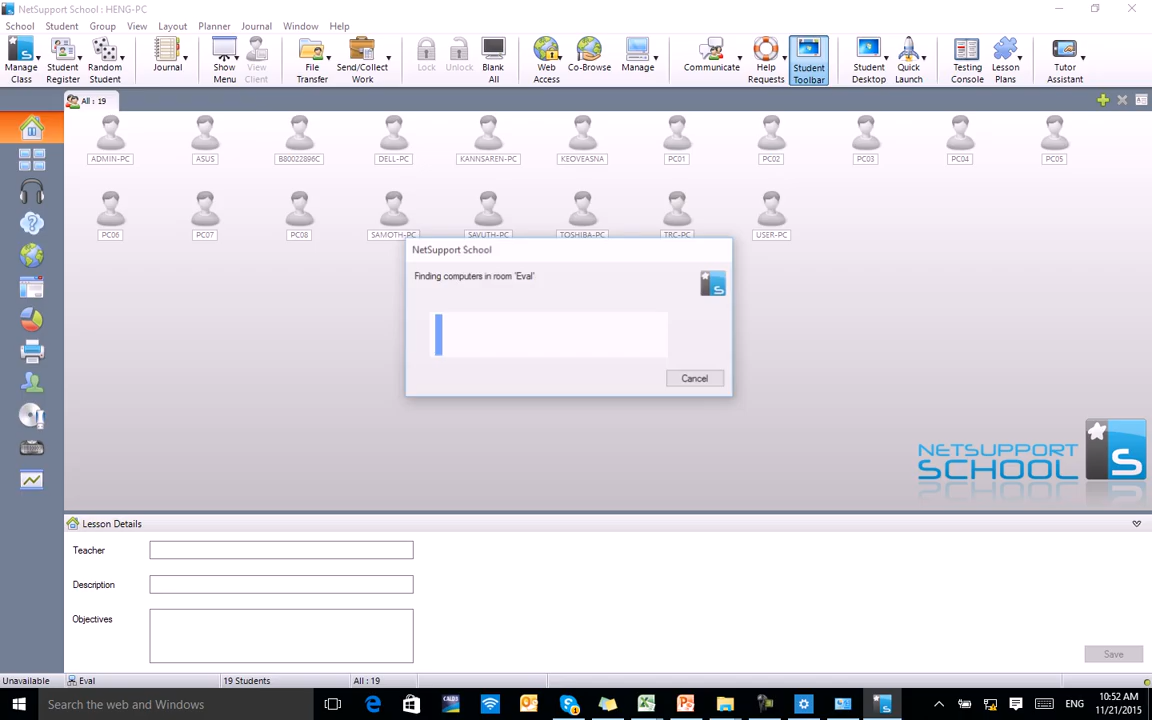 NetSupport School : HENG-PC
School Student Group View Layout Planner Journal Window Help
Manage Class
Student Register
Random Student
Journal
Show Menu
View Client
File Transfer
Send/Collect Work
Lock
Unlock
Blank All
Web Access
Co-Browse
Manage
Communicate
Help Requests
Student Toolbar
Student Desktop
Quick Launch
Testing Console
Lesson Plans
Tutor Assistant
All : 19
ADMIN-PC ASUS B80022896C DELL-PC KANNSAREN-PC KEOVEASNA PC01 PC02 PC03 PC04 PC05
PC06 PC07 PC08 SAMOTH-PC SAVUTH-PC TOSHIBA-PC TRC-PC USER-PC
NetSupport School
Finding computers in room 'Eval'
Cancel
NETSUPPORT
SCHOOL
Lesson Details
Teacher
Description
Objectives
Save
Unavailable Eval 19 Students All : 19
Search the web and Windows
ENG
10:52 AM
11/21/2015